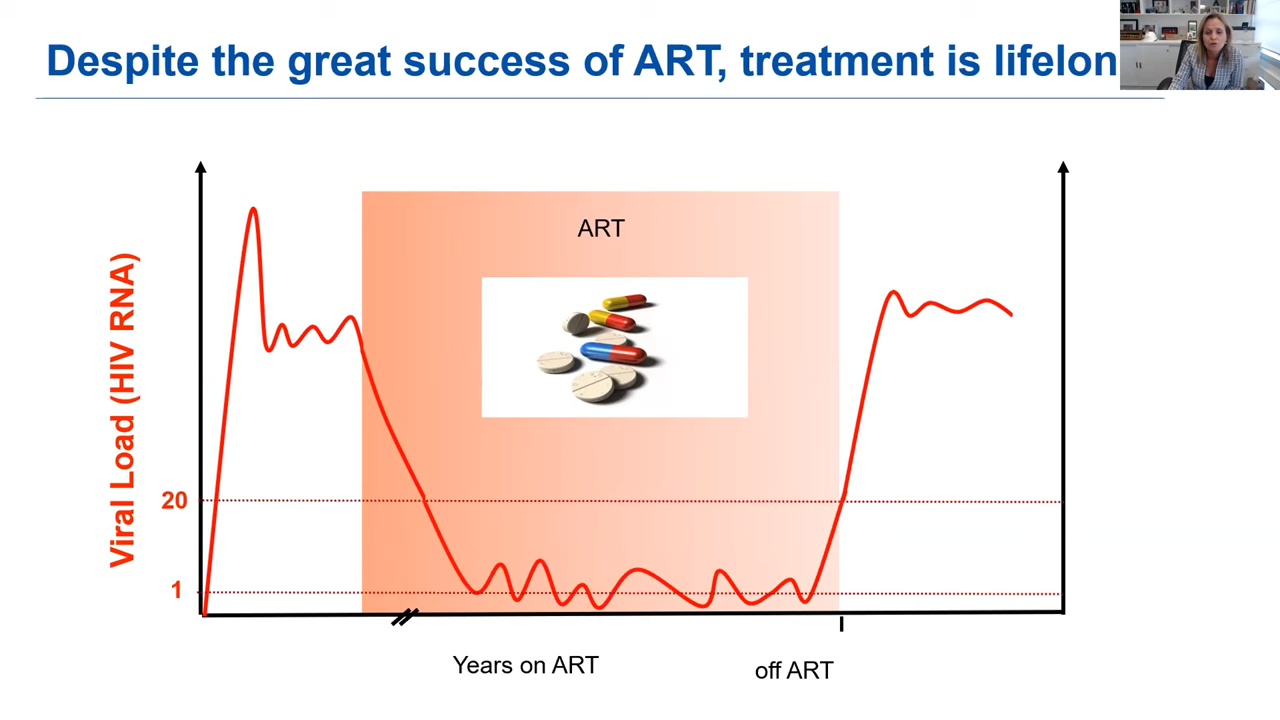 Despite the great success of ART, treatment is lifelon
ART
Viral Load (HIV RNA)
20
1
Years on ART
off ART